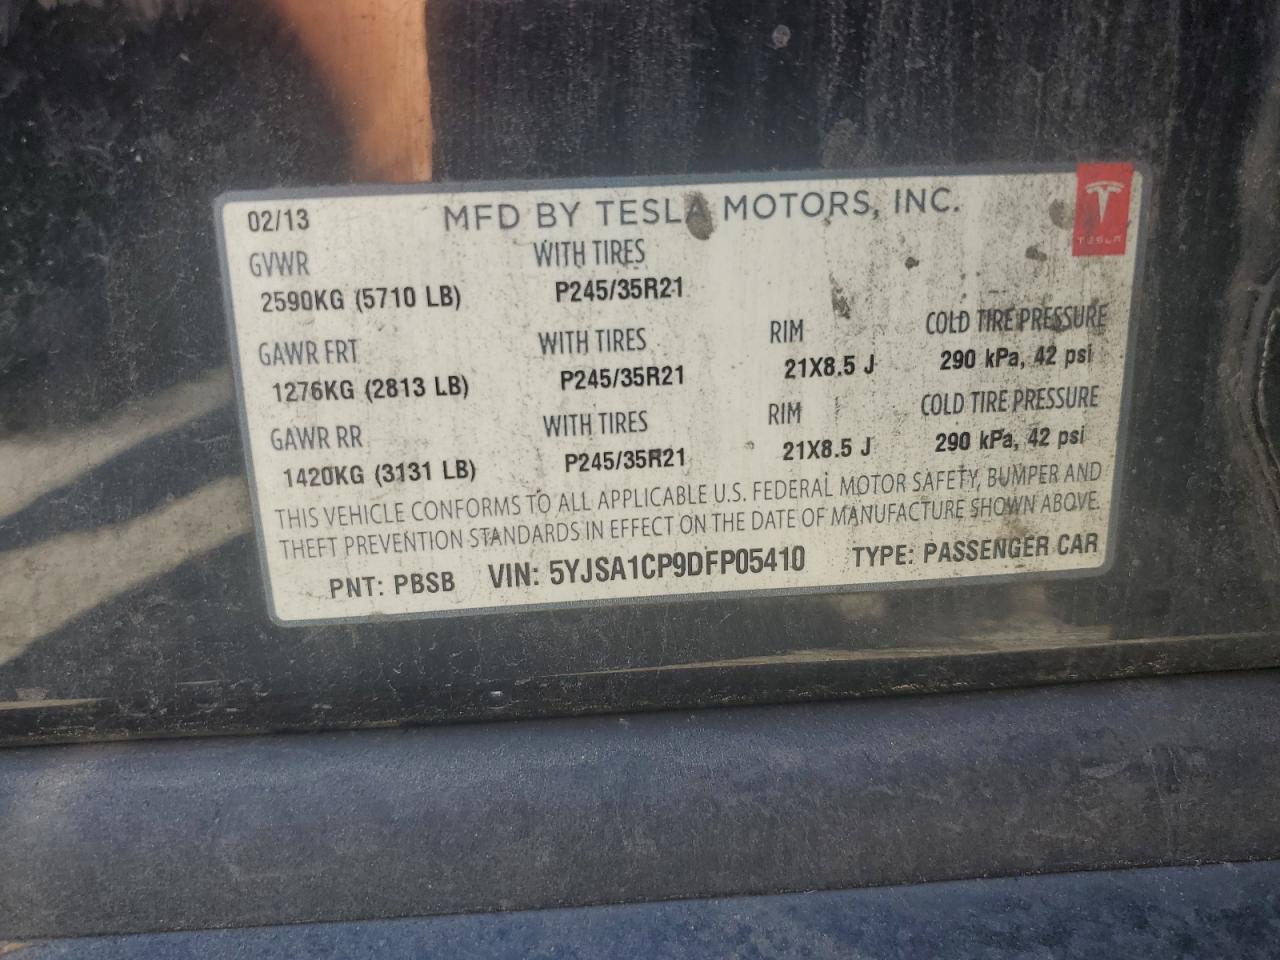 02/13 MFD BY TESLA MOTORS, INC. TESLA
GVWR WITH TIRES
2590KG (5710 LB) P245/35R21
GAWR FRT WITH TIRES RIM COLD TIRE PRESSURE
1276KG (2813 LB) P245/35R21 21X8.5 J 290 kPa, 42 psi
GAWR RR WITH TIRES RIM COLD TIRE PRESSURE
1420KG (3131 LB) P245/35R21 21X8.5 J 290 kPa, 42 psi
THIS VEHICLE CONFORMS TO ALL APPLICABLE U.S. FEDERAL MOTOR SAFETY, BUMPER AND
THEFT PREVENTION STANDARDS IN EFFECT ON THE DATE OF MANUFACTURE SHOWN ABOVE.
PNT: PBSB VIN: 5YJSA1CP9DFP05410 TYPE: PASSENGER CAR